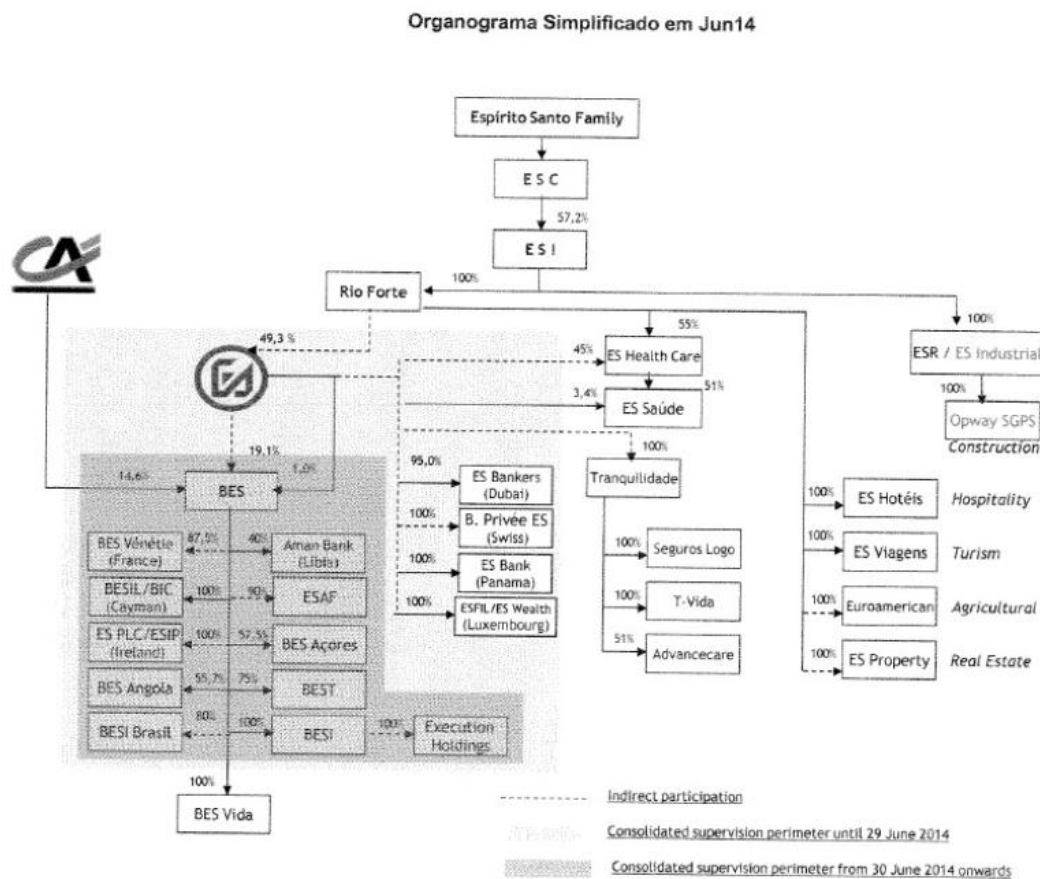 Organograma Simplificado em Jun14
Espírito Santo Family
E S C
57,2%
E S I
100%
Rio Forte
100%
49,3 %
55%
45%
ES Health Care
ESR / ES Industrial
51%
3,4%
ES Saúde
100%
Opway SGPS
Construction
19,1%
1,0%
14,6%
BES
100%
Tranquilidade
95,0%
ES Bankers
(Dubai)
100%
B. Privée ES
(Swiss)
100%
ES Bank
(Panama)
100%
ESFIL/ES Wealth
(Luxembourg)
100%
Seguros Logo
100%
T-Vida
51%
Advancecare
100%
ES Hotéis
Hospitality
100%
ES Viagens
Turism
100%
Euroamerican
Agricultural
100%
ES Property
Real Estate
BES Vénétie
(France)
87,5%
40%
Aman Bank
(Libia)
BESIL/BIC
(Cayman)
100%
90%
ESAF
ES PLC/ESIP
(Ireland)
100%
57,5%
BES Açores
BES Angola
55,7%
75%
BEST
BESI Brasil
80%
100%
BESI
100%
Execution
Holdings
100%
BES Vida
Indirect participation
Consolidated supervision perimeter until 29 June 2014
Consolidated supervision perimeter from 30 June 2014 onwards